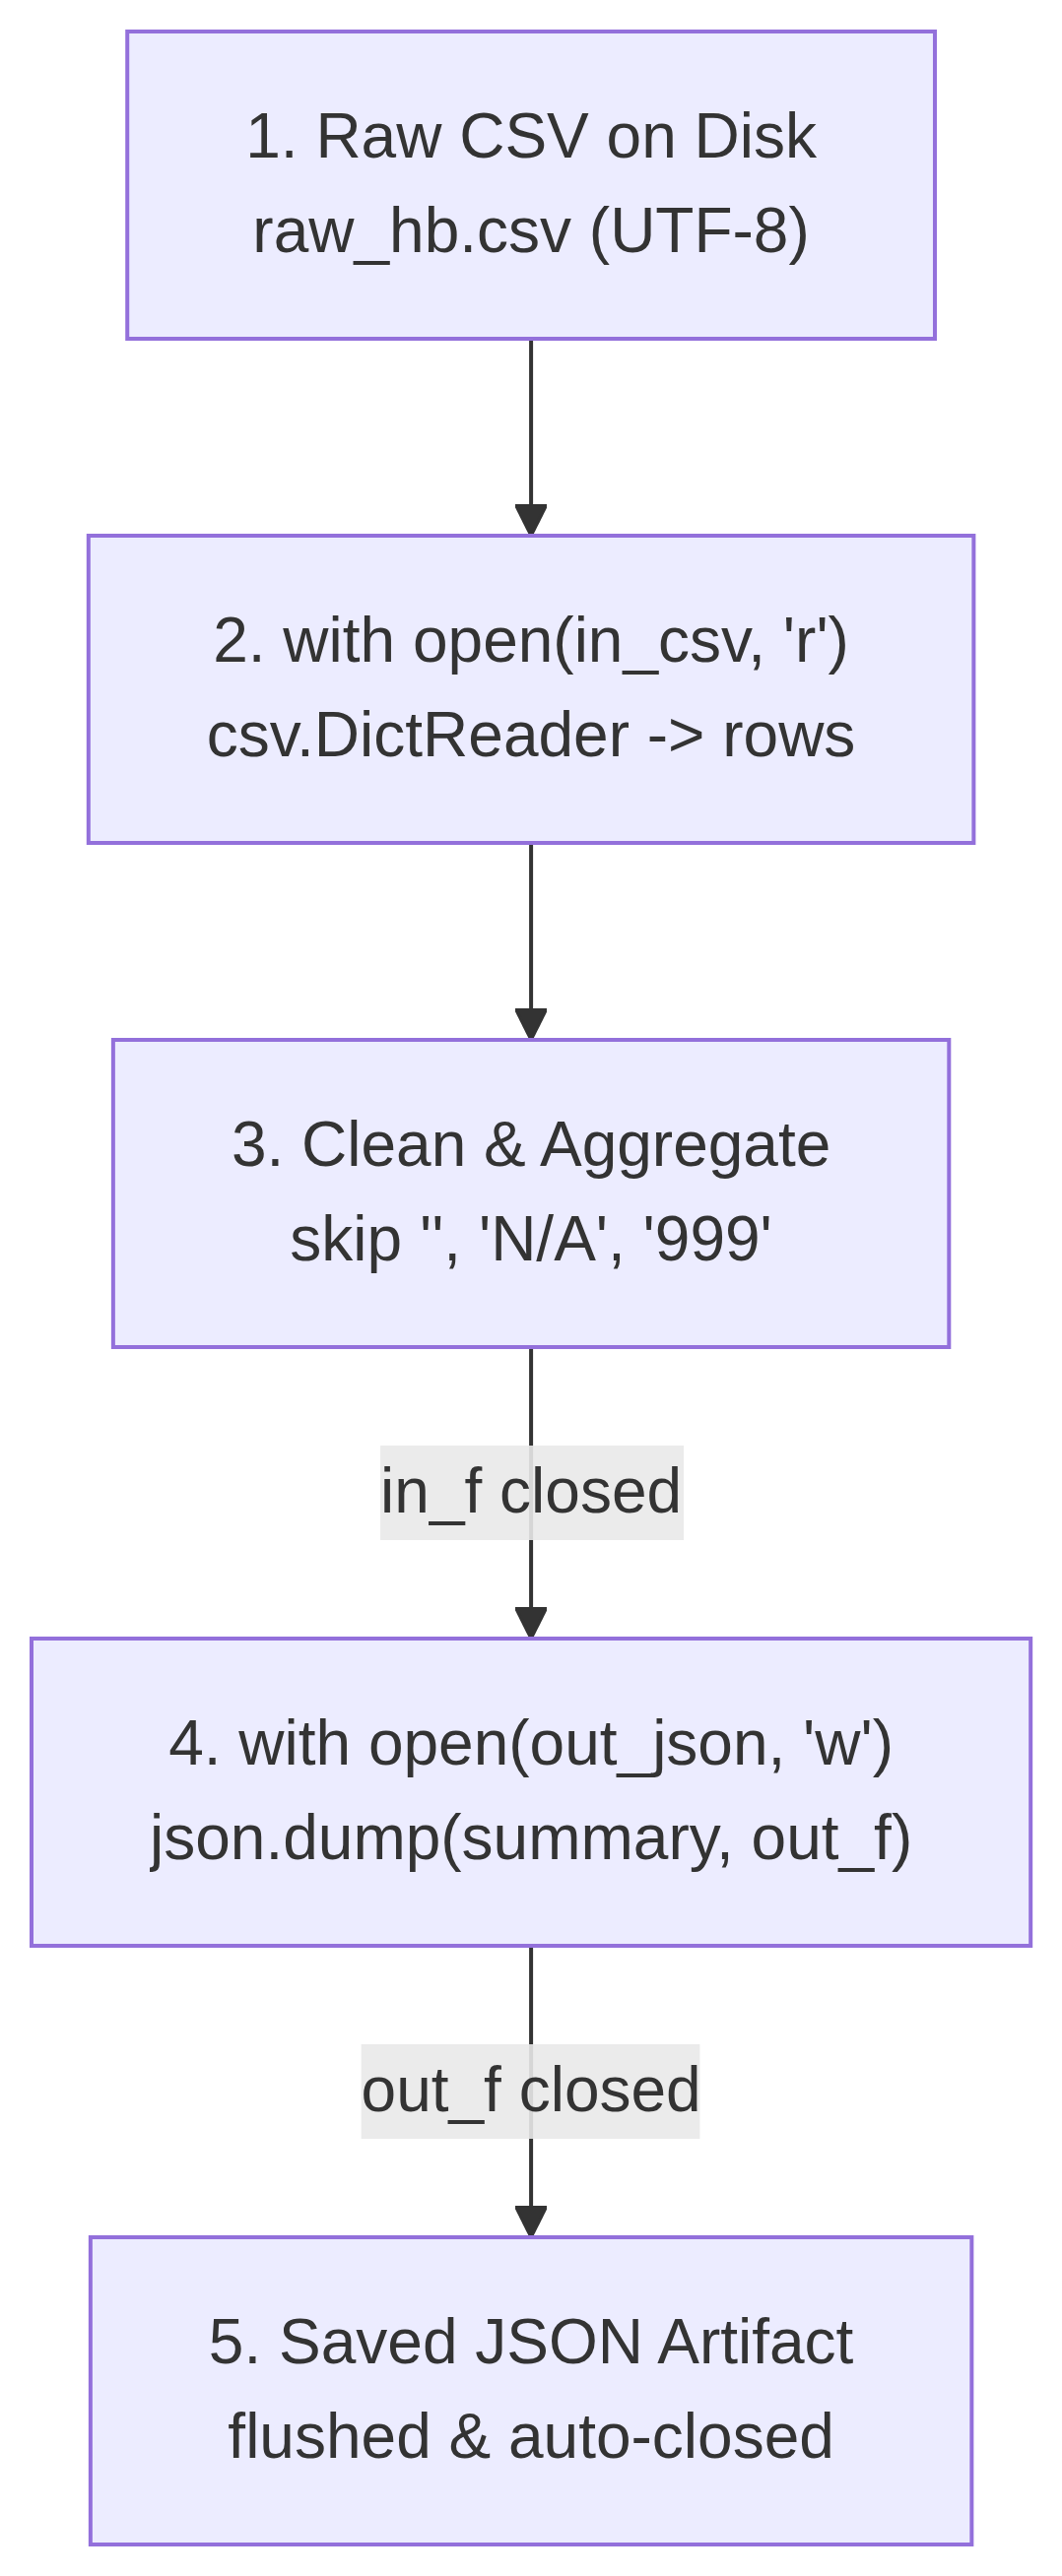 1. Raw CSV on Disk
raw_hb.csv (UTF-8)
2. with open(in_csv, 'r')
csv.DictReader -> rows
3. Clean & Aggregate
skip '', 'N/A', '999'
in_f closed
4. with open(out_json, 'w')
json.dump(summary, out_f)
out_f closed
5. Saved JSON Artifact
flushed & auto-closed